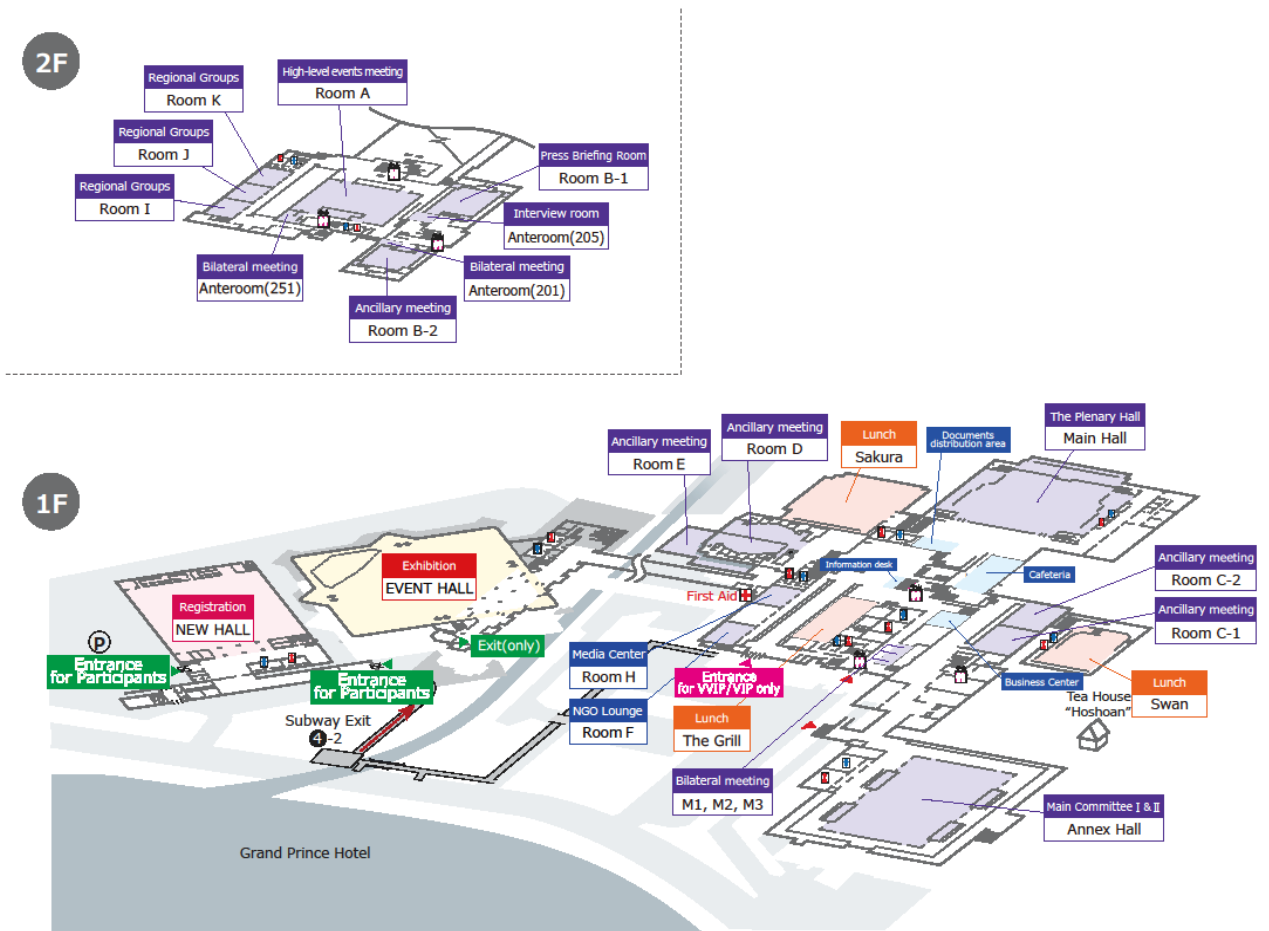 2F
Regional Groups
Room K
High-level events meeting
Room A
Regional Groups
Room J
Press Briefing Room
Room B-1
Regional Groups
Room I
Interview room
Anteroom(205)
Bilateral meeting
Anteroom(251)
Bilateral meeting
Anteroom(201)
Ancillary meeting
Room B-2
1F
Ancillary meeting
Room E
Ancillary meeting
Room D
Lunch
Sakura
Documents
distribution area
The Plenary Hall
Main Hall
Exhibition
EVENT HALL
Information desk
Cafeteria
Ancillary meeting
Room C-2
First Aid
Registration
NEW HALL
Ancillary meeting
Room C-1
P
Entrance
for Participants
Exit(only)
Entrance
for Participants
Media Center
Room H
Entrance
for VVIP/VIP only
Business Center
Tea House
"Hoshoan"
Lunch
Swan
NGO Lounge
Room F
Lunch
The Grill
Subway Exit
4-2
Bilateral meeting
M1, M2, M3
Main Committee I & II
Annex Hall
Grand Prince Hotel